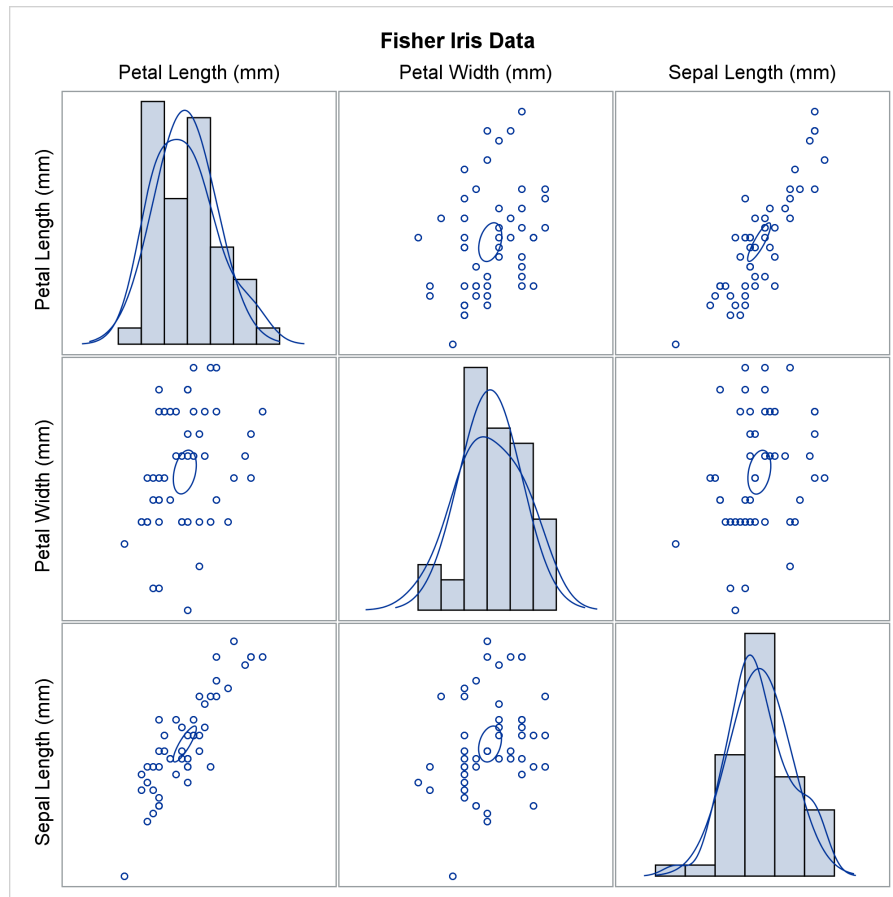 Fisher Iris Data
Petal Length (mm)
Petal Width (mm)
Sepal Length (mm)
Petal Length (mm)
Petal Width (mm)
Sepal Length (mm)